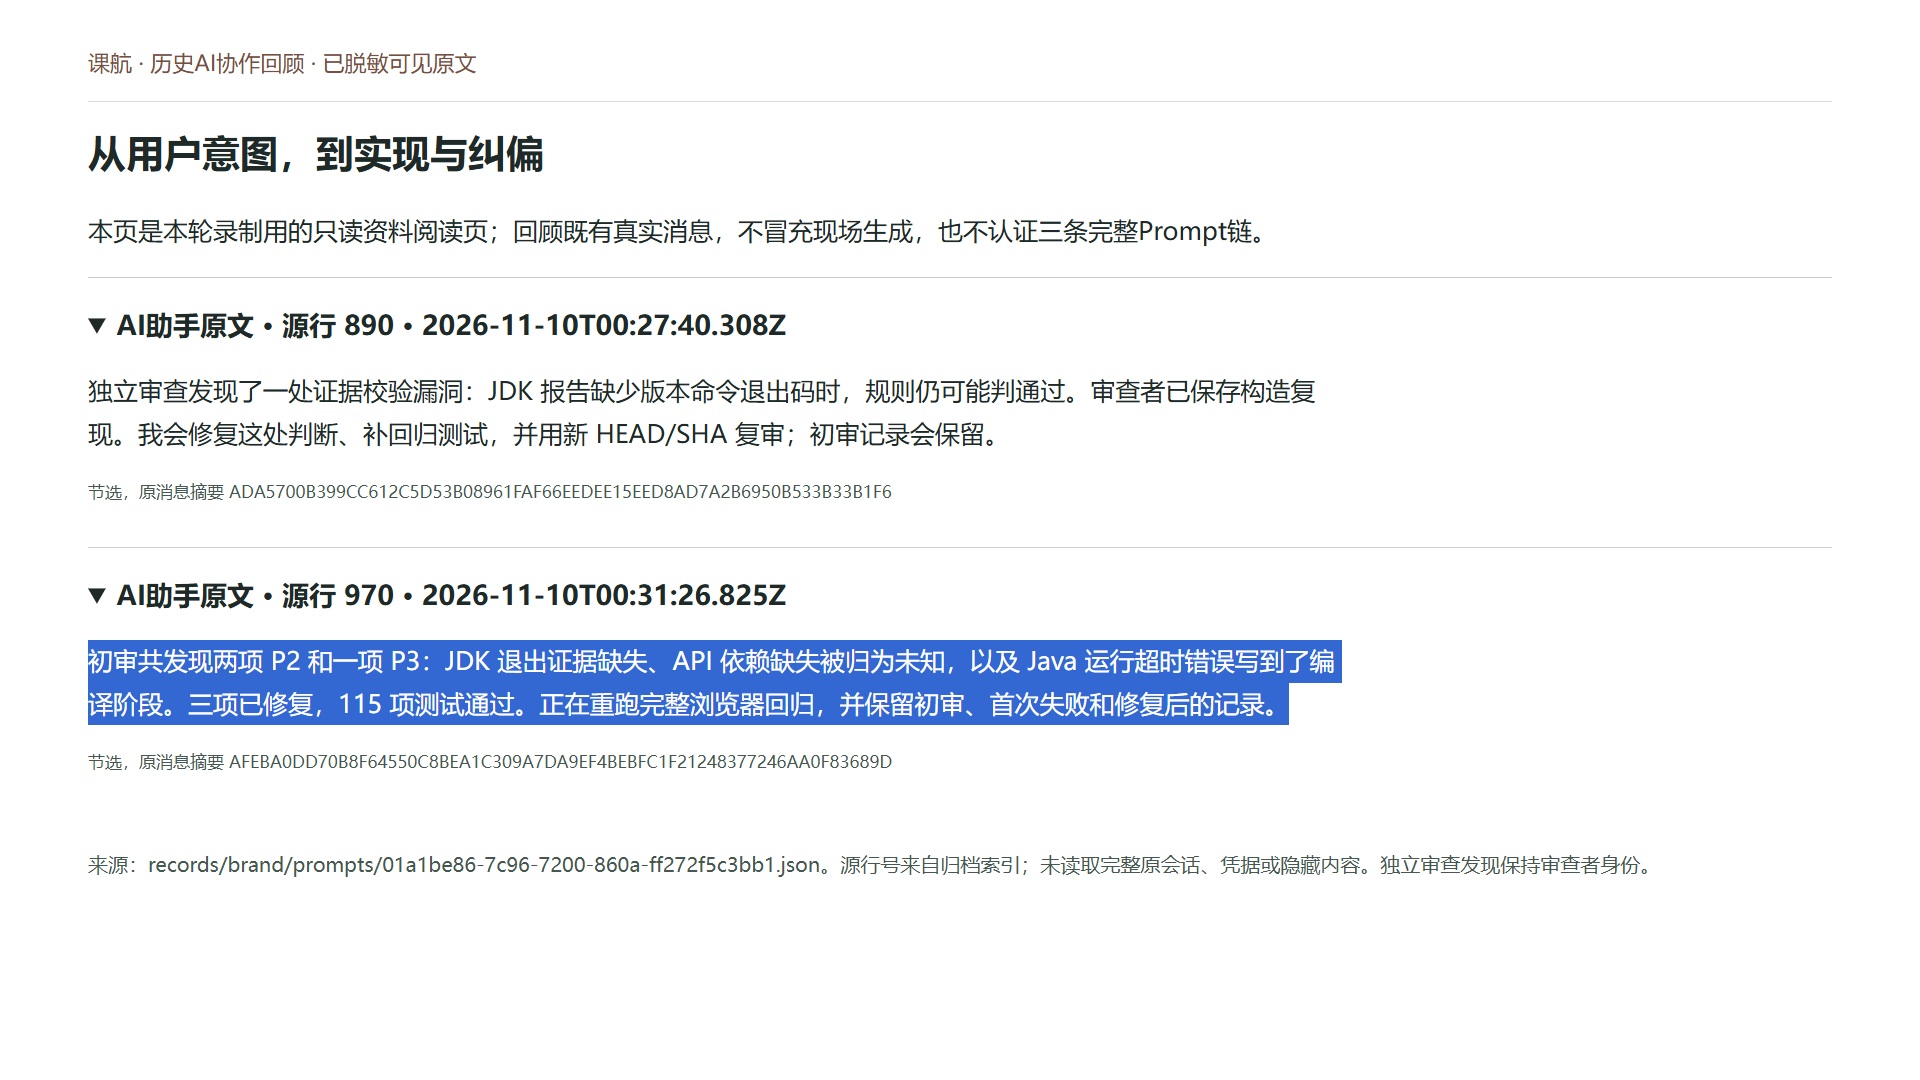 课航 · 历史AI协作回顾 · 已脱敏可见原文
从用户意图，到实现与纠偏
本页是本轮录制用的只读资料阅读页；回顾既有真实消息，不冒充现场生成，也不认证三条完整Prompt链。
▼ AI助手原文 • 源行 890 • 2026-11-10T00:27:40.308Z
独立审查发现了一处证据校验漏洞：JDK 报告缺少版本命令退出码时，规则仍可能判通过。审查者已保存构造复
现。我会修复这处判断、补回归测试，并用新 HEAD/SHA 复审；初审记录会保留。
节选，原消息摘要 ADA5700B399CC612C5D53B08961FAF66EEDEE15EED8AD7A2B6950B533B33B1F6
▼ AI助手原文 • 源行 970 • 2026-11-10T00:31:26.825Z
初审共发现两项 P2 和一项 P3：JDK 退出证据缺失、API 依赖缺失被归为未知，以及 Java 运行超时错误写到了编
译阶段。三项已修复，115 项测试通过。正在重跑完整浏览器回归，并保留初审、首次失败和修复后的记录。
节选，原消息摘要 AFEBA0DD70B8F64550C8BEA1C309A7DA9EF4BEBFC1F21248377246AA0F83689D
来源：records/brand/prompts/01a1be86-7c96-7200-860a-ff272f5c3bb1.json。源行号来自归档索引；未读取完整原会话、凭据或隐藏内容。独立审查发现保持审查者身份。